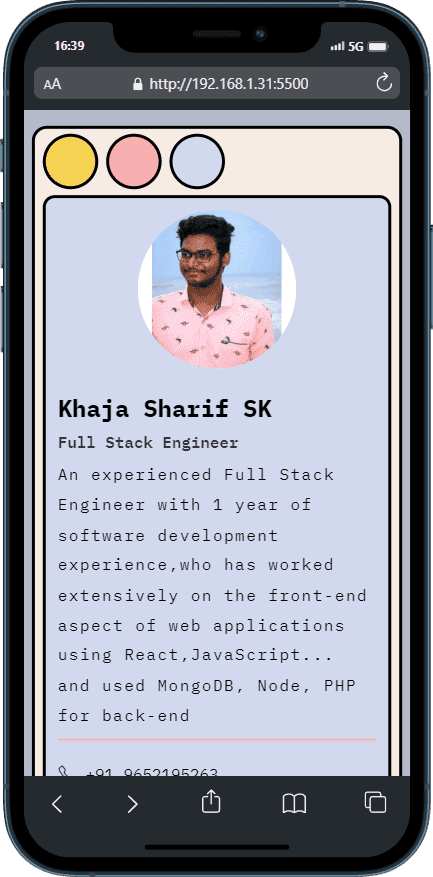 16:39
5G
AA
http://192.168.1.31:5500
Khaja Sharif SK
Full Stack Engineer
An experienced Full Stack
Engineer with 1 year of
software development
experience,who has worked
extensively on the front-end
aspect of web applications
using React,JavaScript...
and used MongoDB, Node, PHP
for back-end
+91 9652195263